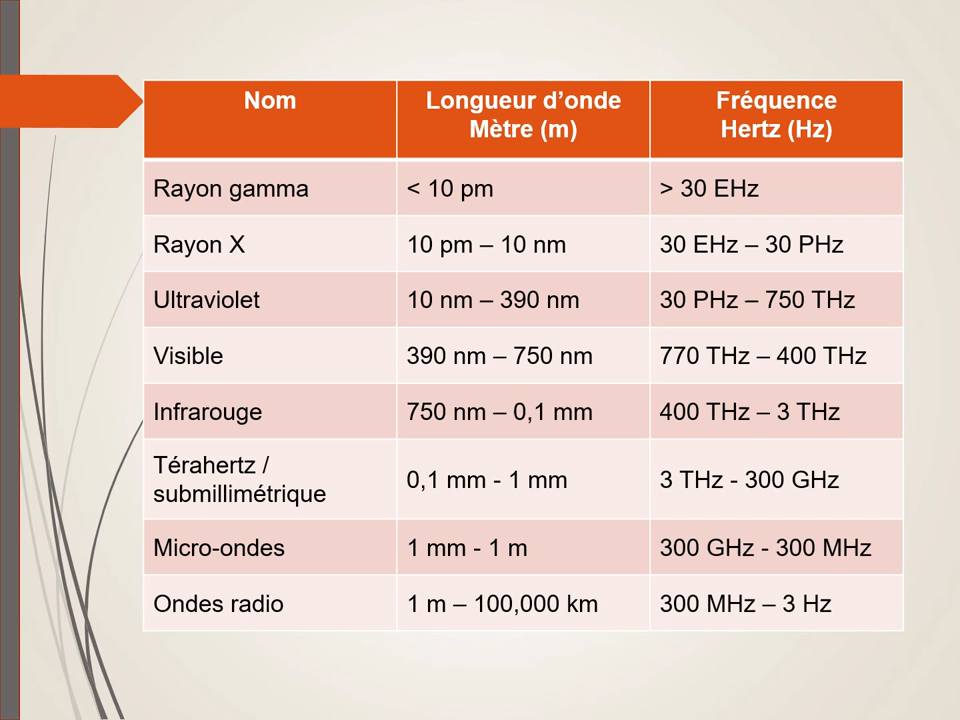 Nom
Longueur d’onde
Mètre (m)
Fréquence
Hertz (Hz)
Rayon gamma
< 10 pm
> 30 EHz
Rayon X
10 pm – 10 nm
30 EHz – 30 PHz
Ultraviolet
10 nm – 390 nm
30 PHz – 750 THz
Visible
390 nm – 750 nm
770 THz – 400 THz
Infrarouge
750 nm – 0,1 mm
400 THz – 3 THz
Térahertz /
submillimétrique
0,1 mm - 1 mm
3 THz - 300 GHz
Micro-ondes
1 mm - 1 m
300 GHz - 300 MHz
Ondes radio
1 m – 100,000 km
300 MHz – 3 Hz